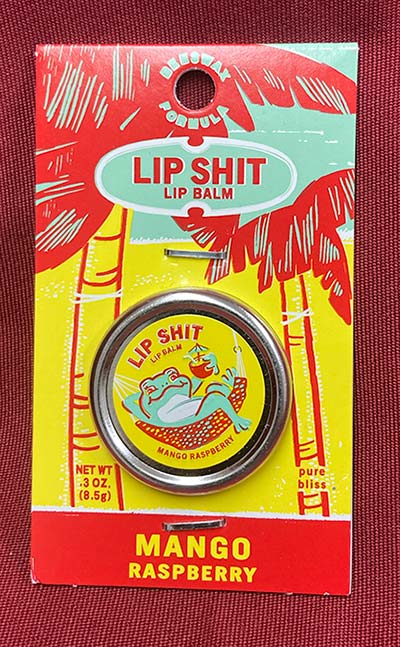 BEESWAX
FORMULA
LIP SHIT
LIP BALM
LIP SHIT
LIP BALM
MANGO RASPBERRY
NET WT
.3 OZ.
(8.5g)
pure
bliss
MANGO
RASPBERRY